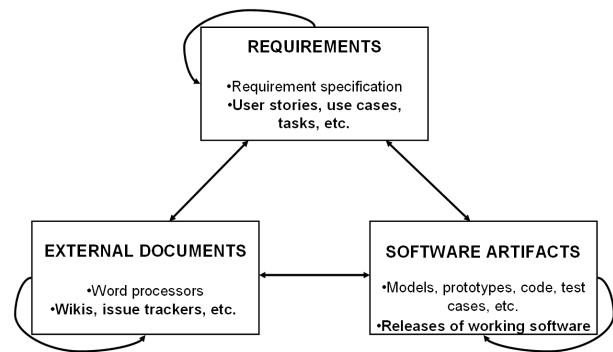 REQUIREMENTS
•Requirement specification
•User stories, use cases,
tasks, etc.
EXTERNAL DOCUMENTS
•Word processors
•Wikis, issue trackers, etc.
SOFTWARE ARTIFACTS
•Models, prototypes, code, test
cases, etc.
•Releases of working software